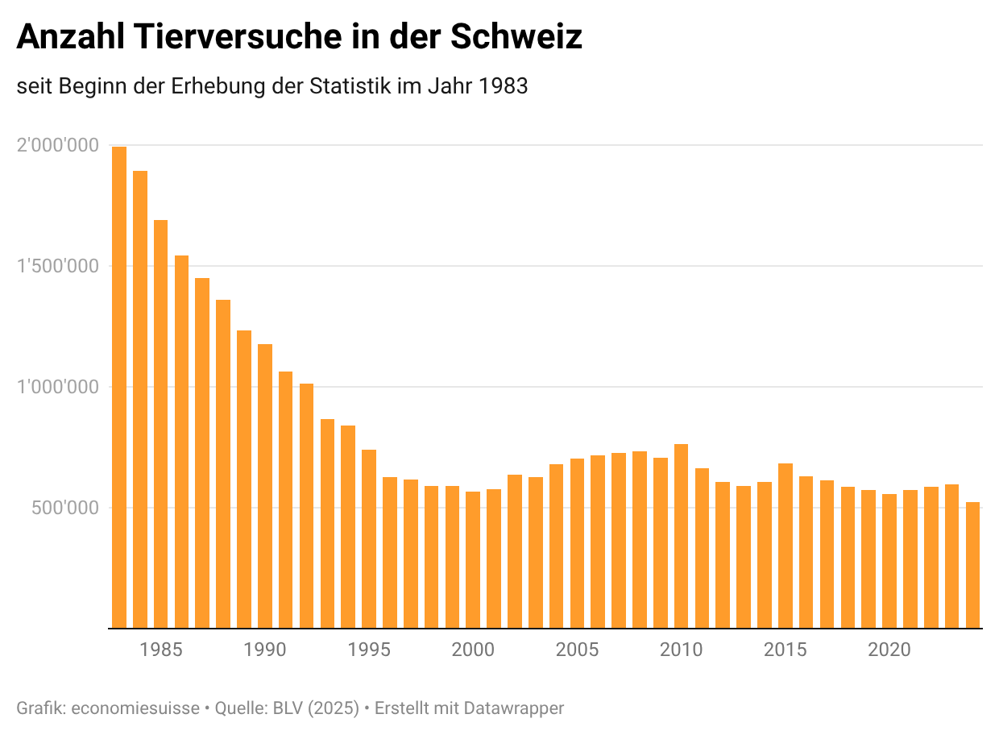 Anzahl Tierversuche in der Schweiz
seit Beginn der Erhebung der Statistik im Jahr 1983
2'000'000
1'500'000
1'000'000
500'000
1985 1990 1995 2000 2005 2010 2015 2020
Grafik: economiesuisse • Quelle: BLV (2025) • Erstellt mit Datawrapper